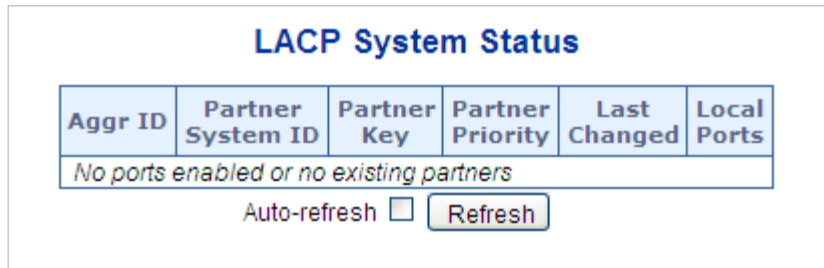 LACP System Status
Aggr ID Partner System ID Partner Key Partner Priority Last Changed Local Ports
No ports enabled or no existing partners
Auto-refresh Refresh